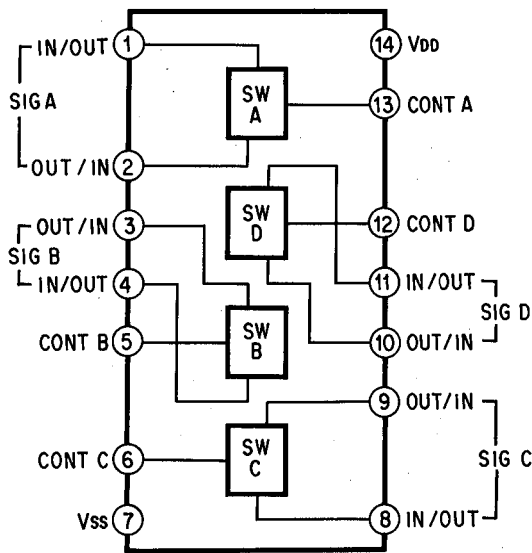 IN/OUT 1
SIG A
OUT/IN 2
OUT/IN 3
SIG B
IN/OUT 4
CONT B 5
CONT C 6
VSS 7
SW A
SW D
SW B
SW C
14 VDD
13 CONT A
12 CONT D
11 IN/OUT
SIG D
10 OUT/IN
9 OUT/IN
SIG C
8 IN/OUT